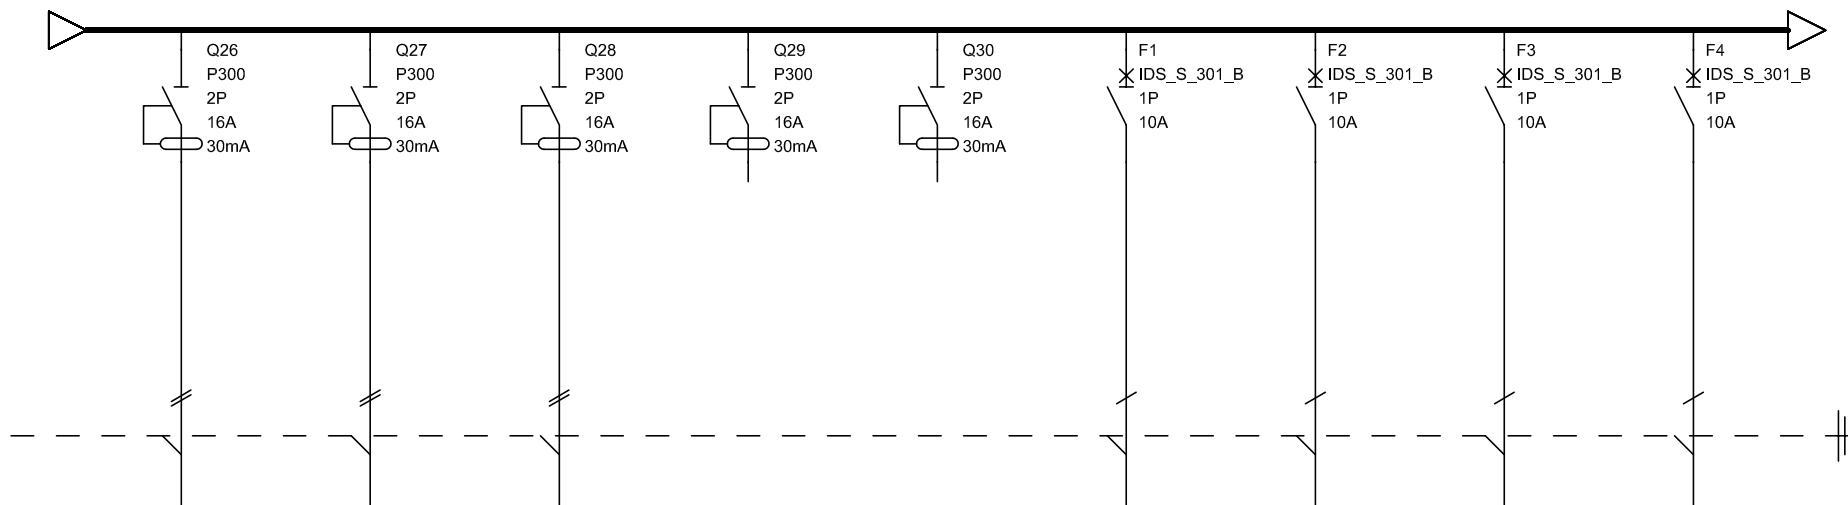 Q26
P300
2P
16A
30mA
Q27
P300
2P
16A
30mA
Q28
P300
2P
16A
30mA
Q29
P300
2P
16A
30mA
Q30
P300
2P
16A
30mA
F1
IDS_S_301_B
1P
10A
F2
IDS_S_301_B
1P
10A
F3
IDS_S_301_B
1P
10A
F4
IDS_S_301_B
1P
10A